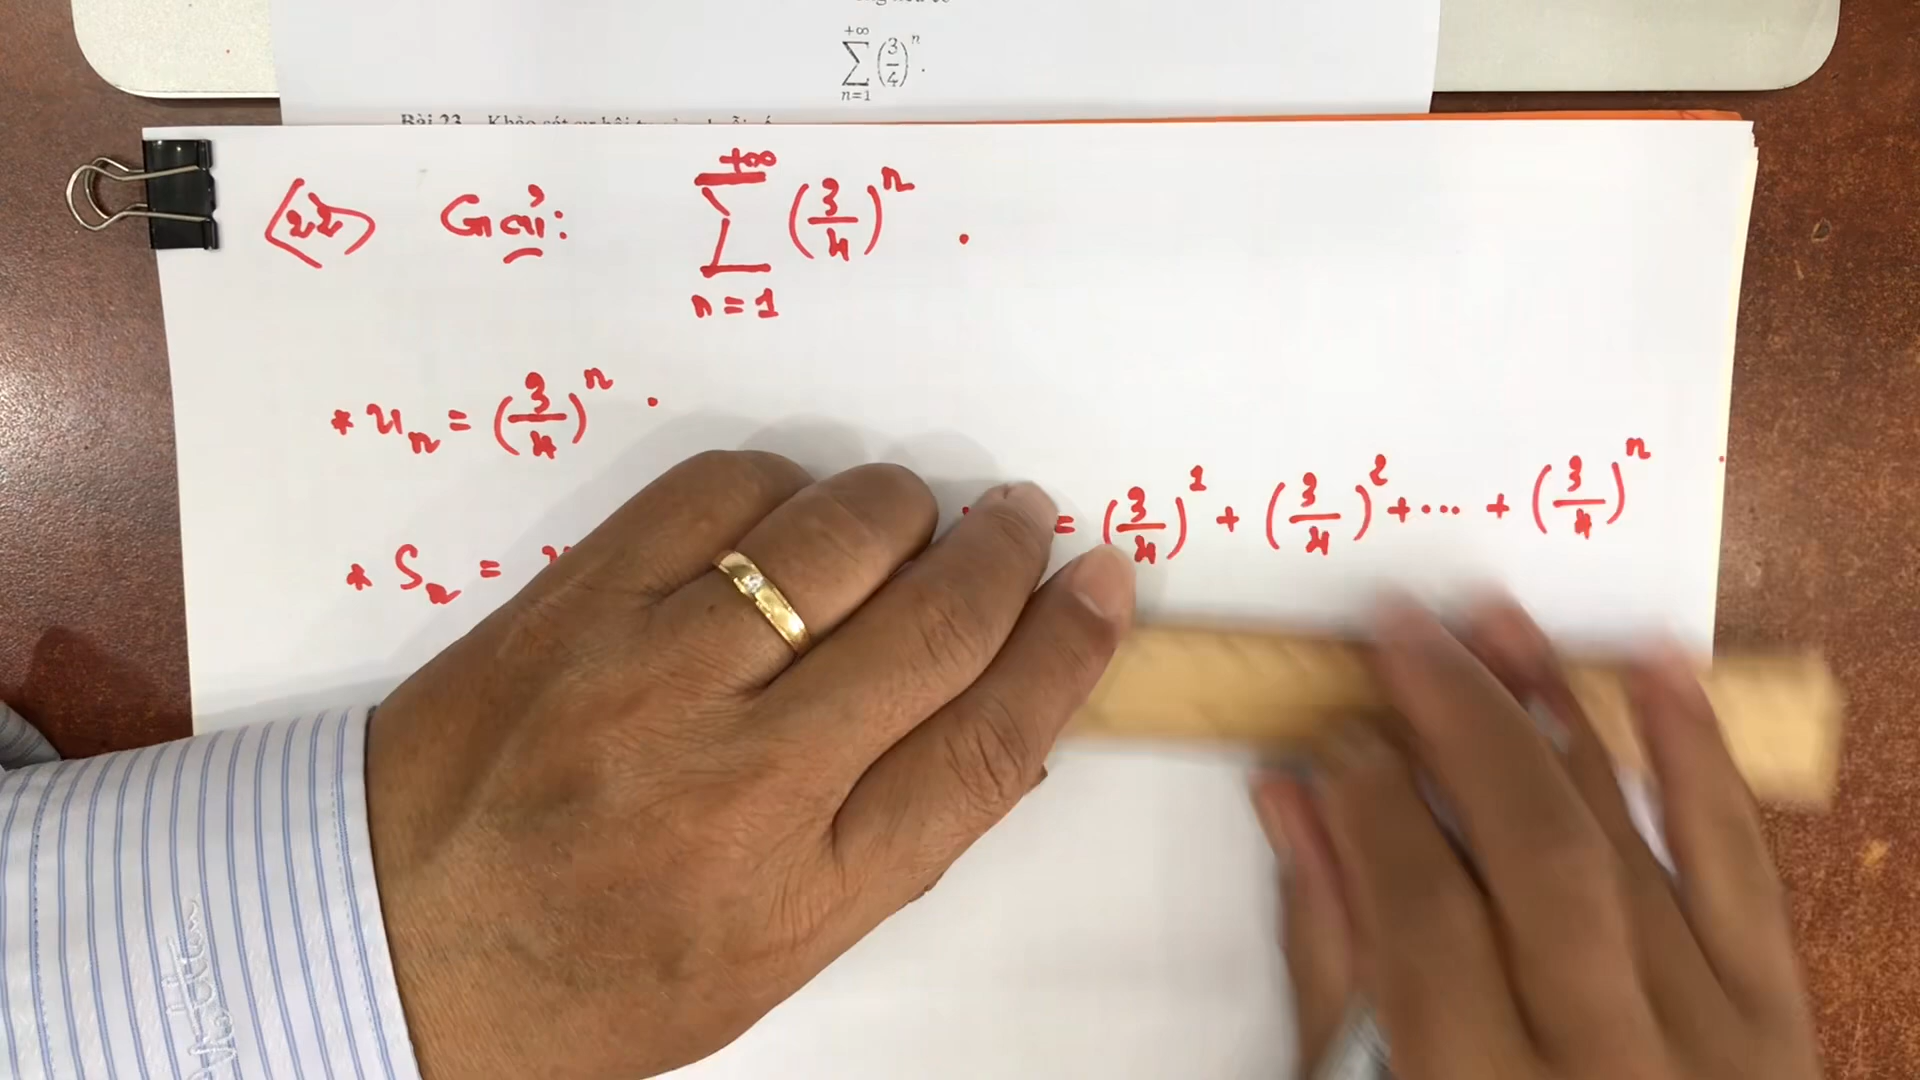 +∞
∑ (3/4)^n.
n=1
Bài 23
22 Giải: +∞
∑ (3/4)^n .
n = 1
* u_n = (3/4)^n .
= (3/4)^1 + (3/4)^2 + ... + (3/4)^n
* S_n =